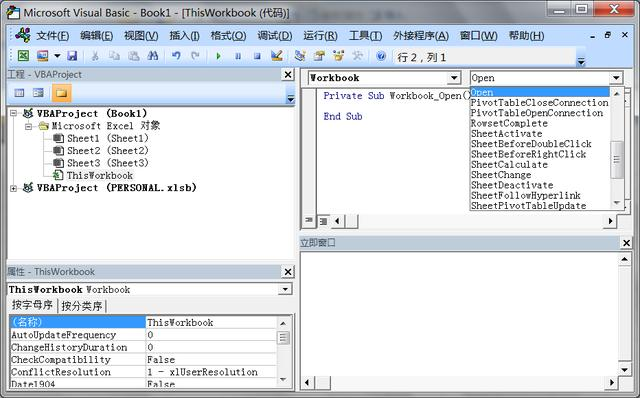 Microsoft Visual Basic - Book1 - [ThisWorkbook (代码)]
文件(F) 编辑(E) 视图(V) 插入(I) 格式(O) 调试(D) 运行(R) 工具(T) 外接程序(A) 窗口(W) 帮助(H)
行 2, 列 1
工程 - VBAProject
VBAProject (Book1)
Microsoft Excel 对象
Sheet1 (Sheet1)
Sheet2 (Sheet2)
Sheet3 (Sheet3)
ThisWorkbook
VBAProject (PERSONAL.xlsb)
Workbook
Open
Private Sub Workbook_Open()
End Sub
Open
PivotTableCloseConnection
PivotTableOpenConnection
RowsetComplete
SheetActivate
SheetBeforeDoubleClick
SheetBeforeRightClick
SheetCalculate
SheetChange
SheetDeactivate
SheetFollowHyperlink
SheetPivotTableUpdate
立即窗口
属性 - ThisWorkbook
ThisWorkbook Workbook
按字母序 按分类序
(名称) ThisWorkbook
AutoUpdateFrequency 0
ChangeHistoryDuration 0
CheckCompatibility False
ConflictResolution 1 - xlUserResolution
Date1904 False